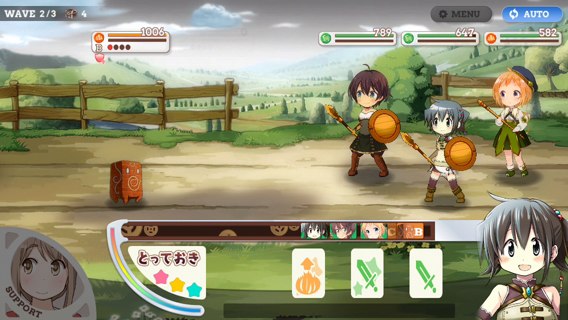 WAVE 2/3 4
MENU
AUTO
1006
789
647
582
B
C B
とっておき
SUPPORT